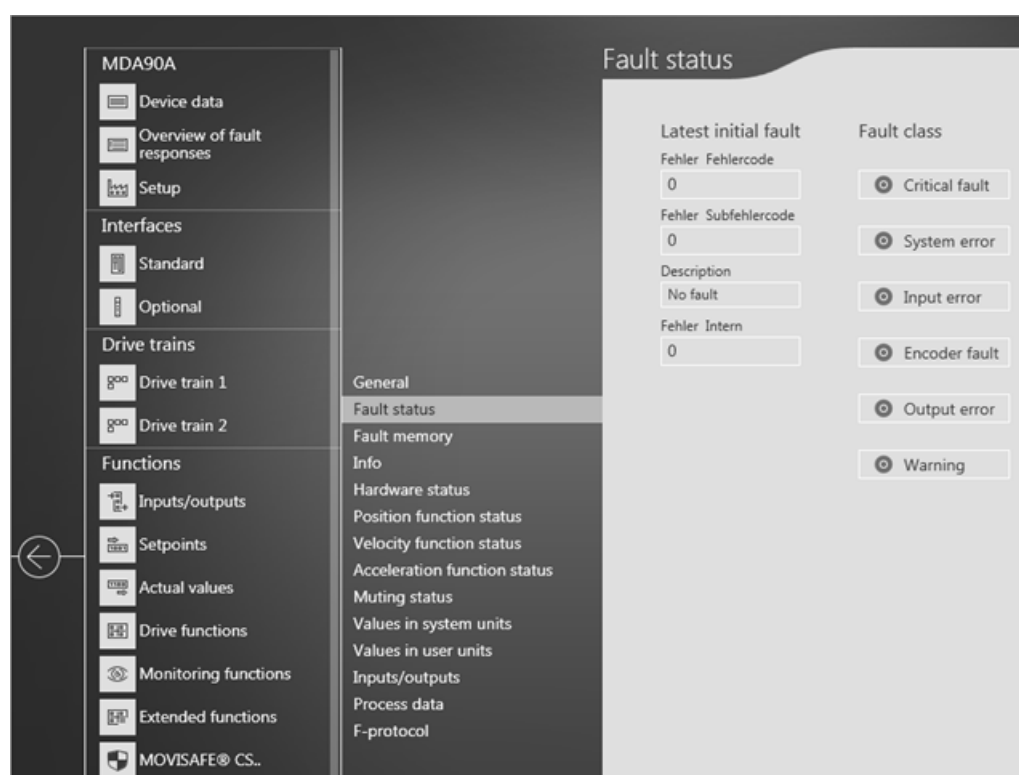 MDA90A
Device data
Overview of fault
responses
Setup
Interfaces
Standard
Optional
Drive trains
Drive train 1
Drive train 2
Functions
Inputs/outputs
Setpoints
Actual values
Drive functions
Monitoring functions
Extended functions
MOVISAFE® CS..
General
Fault status
Fault memory
Info
Hardware status
Position function status
Velocity function status
Acceleration function status
Muting status
Values in system units
Values in user units
Inputs/outputs
Process data
F-protocol
Fault status
Latest initial fault
Fehler Fehlercode
0
Fehler Subfehlercode
0
Description
No fault
Fehler Intern
0
Fault class
Critical fault
System error
Input error
Encoder fault
Output error
Warning